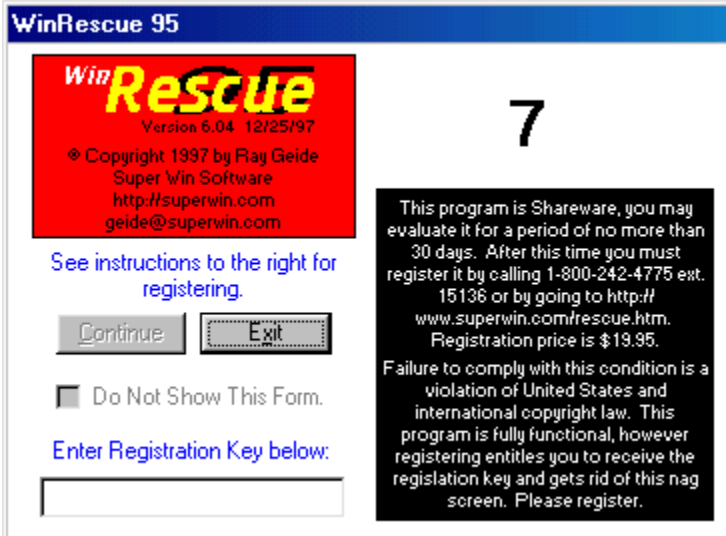 WinRescue 95
Win Rescue 95
Version 6.04 12/25/97
© Copyright 1997 by Ray Geide
Super Win Software
http://superwin.com
geide@superwin.com
See instructions to the right for
registering.
Continue
Exit
Do Not Show This Form.
Enter Registration Key below:
7
This program is Shareware, you may
evaluate it for a period of no more than
30 days. After this time you must
register it by calling 1-800-242-4775 ext.
15136 or by going to http://
www.superwin.com/rescue.htm.
Registration price is $19.95.
Failure to comply with this condition is a
violation of United States and
international copyright law. This
program is fully functional, however
registering entitles you to receive the
regislation key and gets rid of this nag
screen. Please register.